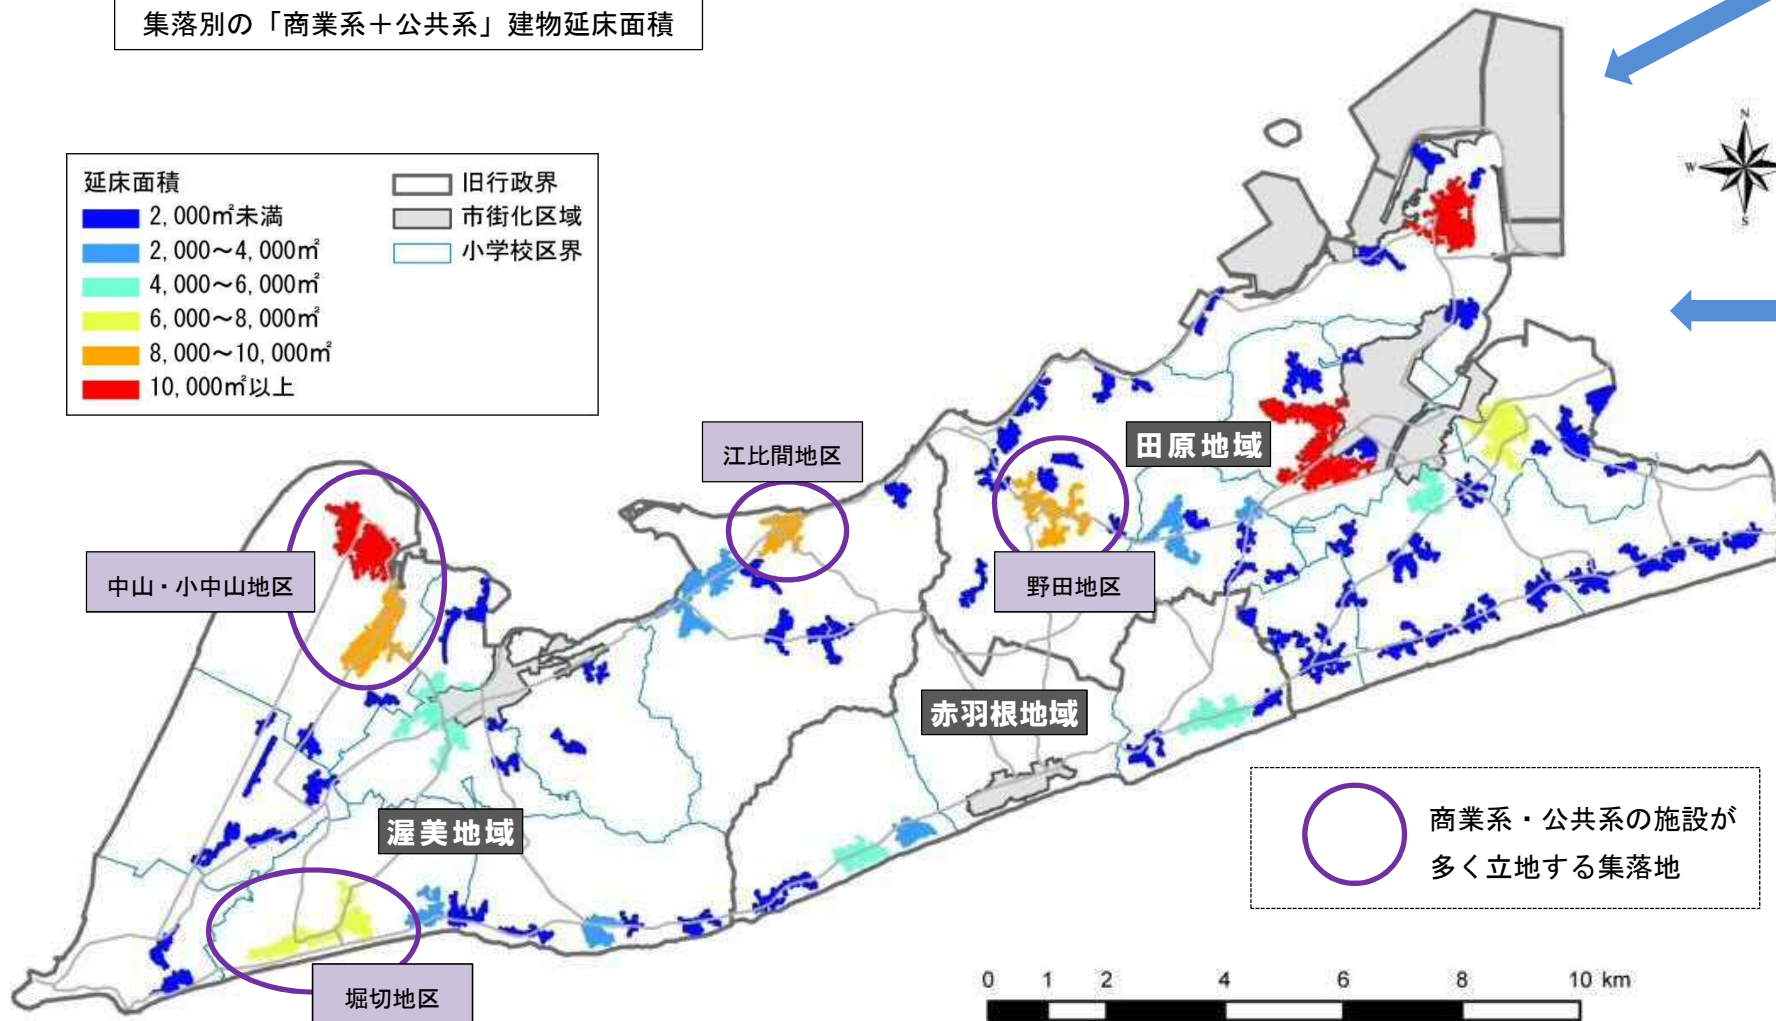 集落別の「商業系＋公共系」建物延床面積
延床面積
2,000㎡未満
2,000～4,000㎡
4,000～6,000㎡
6,000～8,000㎡
8,000～10,000㎡
10,000㎡以上
旧行政界
市街化区域
小学校区界
N
W
S
江比間地区
田原地域
中山・小中山地区
野田地区
赤羽根地域
渥美地域
堀切地区
商業系・公共系の施設が
多く立地する集落地
0 1 2 4 6 8 10 km